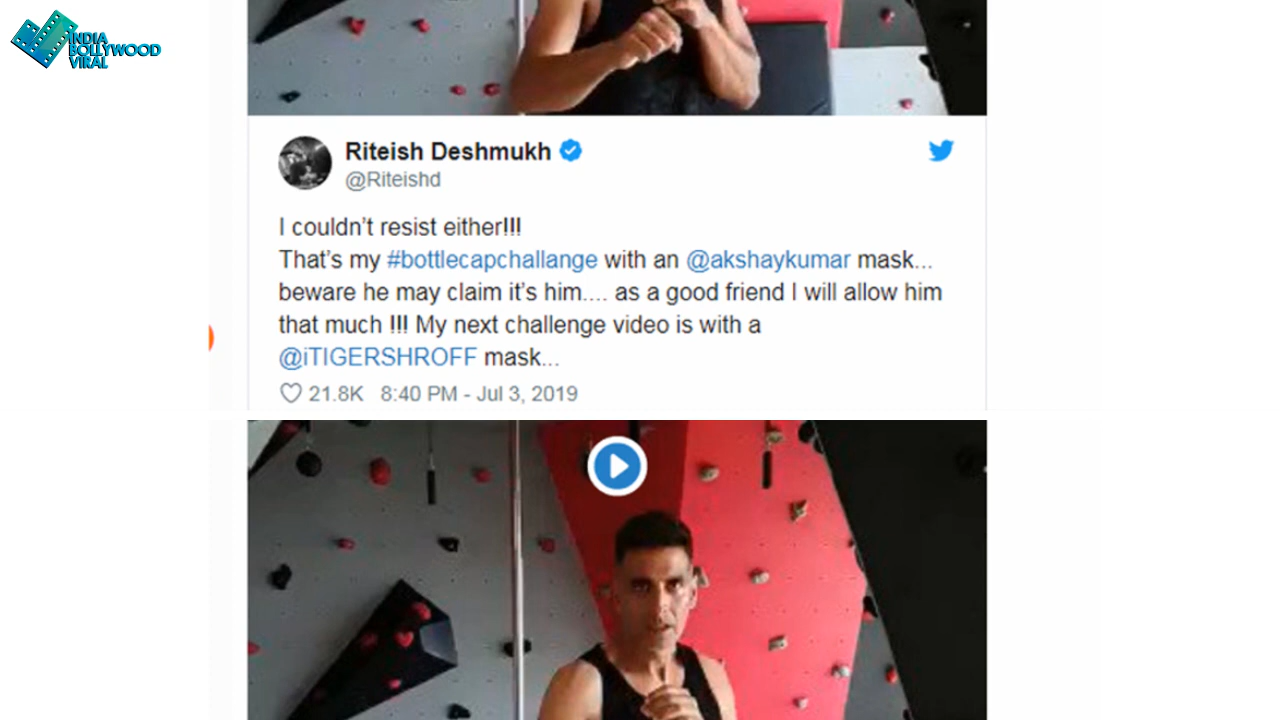 INDIA
BOLLYWOOD
VIRAL
Riteish Deshmukh
@Riteishd
I couldn't resist either!!!
That's my #bottlecapchallange with an @akshaykumar mask...
beware he may claim it's him.... as a good friend I will allow him
that much !!! My next challenge video is with a
@iTIGERSHROFF mask...
21.8K 8:40 PM - Jul 3, 2019